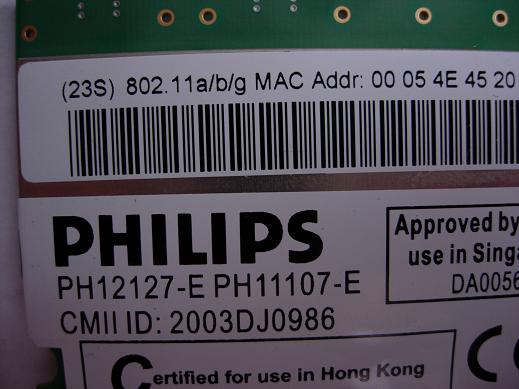 (23S) 802.11a/b/g MAC Addr: 00 05 4E 45 20
PHILIPS
PH12127-E PH11107-E
CMII ID: 2003DJ0986
Approved by
use in Singa
DA0056
Certified for use in Hong Kong
CE